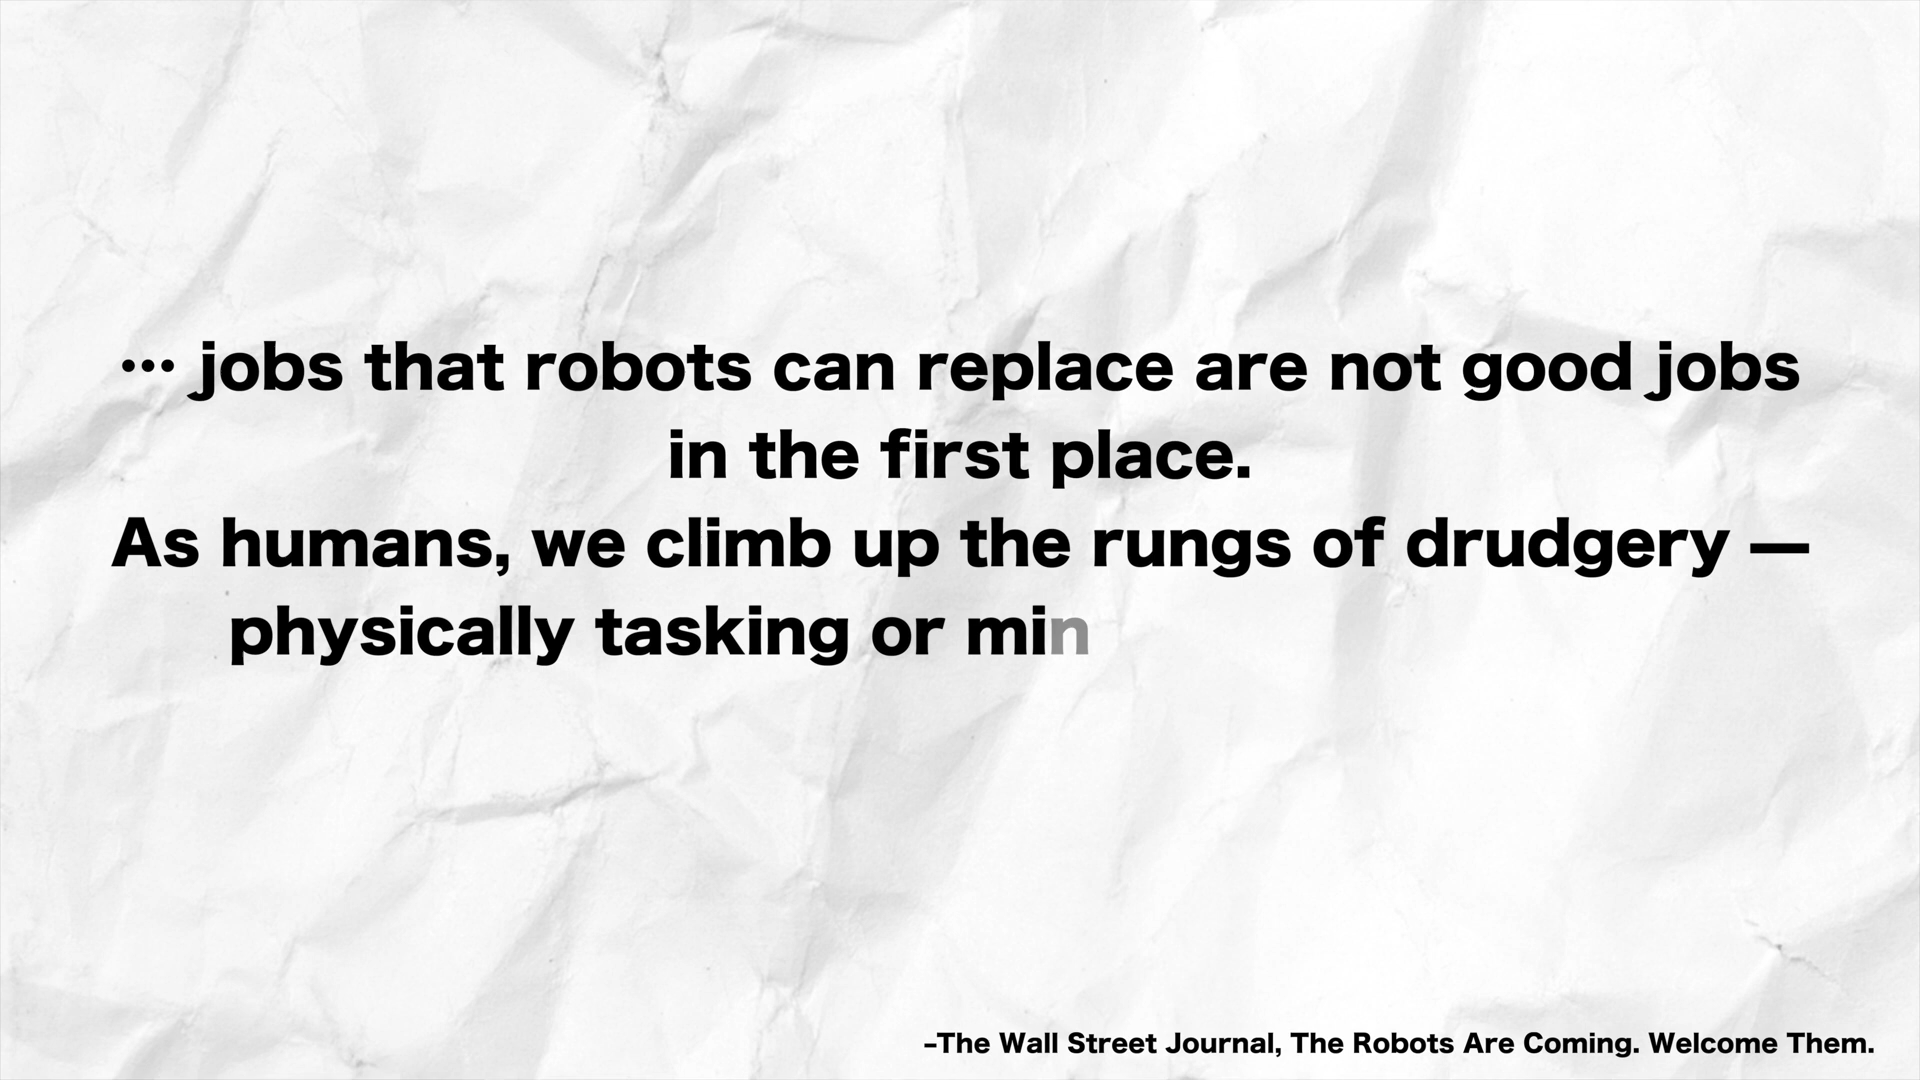 … jobs that robots can replace are not good jobs
in the first place.
As humans, we climb up the rungs of drudgery —
physically tasking or min
–The Wall Street Journal, The Robots Are Coming. Welcome Them.